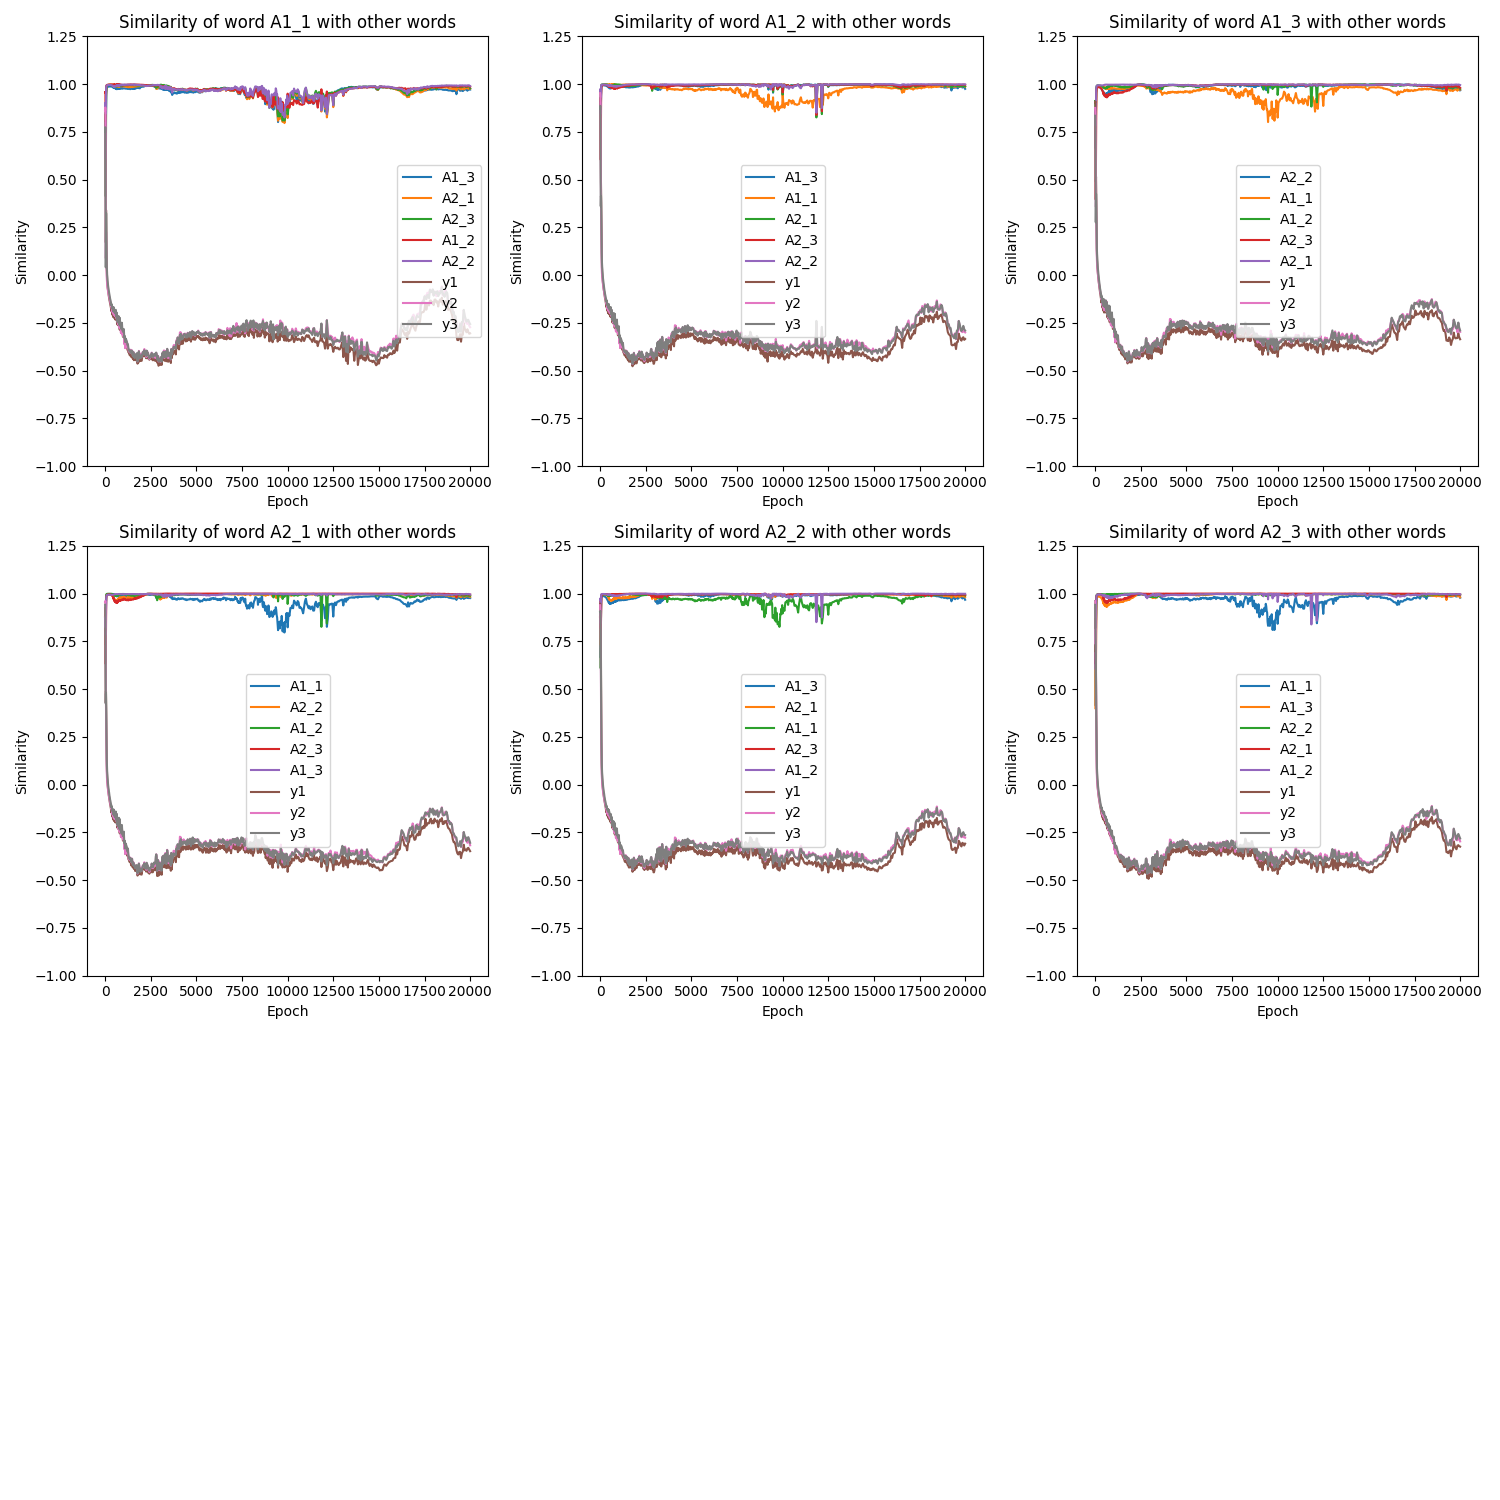 Similarity of word A1_1 with other words
1.25
1.00
0.75
0.50
0.25
0.00
−0.25
−0.50
−0.75
−1.00
Similarity
A1_3
A2_1
A2_3
A1_2
A2_2
y1
y2
y3
0 2500 5000 7500 10000 12500 15000 17500 20000
Epoch
Similarity of word A1_2 with other words
1.25
1.00
0.75
0.50
0.25
0.00
−0.25
−0.50
−0.75
−1.00
Similarity
A1_3
A1_1
A2_1
A2_3
A2_2
y1
y2
y3
0 2500 5000 7500 10000 12500 15000 17500 20000
Epoch
Similarity of word A1_3 with other words
1.25
1.00
0.75
0.50
0.25
0.00
−0.25
−0.50
−0.75
−1.00
Similarity
A2_2
A1_1
A1_2
A2_3
A2_1
y1
y2
y3
0 2500 5000 7500 10000 12500 15000 17500 20000
Epoch
Similarity of word A2_1 with other words
1.25
1.00
0.75
0.50
0.25
0.00
−0.25
−0.50
−0.75
−1.00
Similarity
A1_1
A2_2
A1_2
A2_3
A1_3
y1
y2
y3
0 2500 5000 7500 10000 12500 15000 17500 20000
Epoch
Similarity of word A2_2 with other words
1.25
1.00
0.75
0.50
0.25
0.00
−0.25
−0.50
−0.75
−1.00
Similarity
A1_3
A2_1
A1_1
A2_3
A1_2
y1
y2
y3
0 2500 5000 7500 10000 12500 15000 17500 20000
Epoch
Similarity of word A2_3 with other words
1.25
1.00
0.75
0.50
0.25
0.00
−0.25
−0.50
−0.75
−1.00
Similarity
A1_1
A1_3
A2_2
A2_1
A1_2
y1
y2
y3
0 2500 5000 7500 10000 12500 15000 17500 20000
Epoch